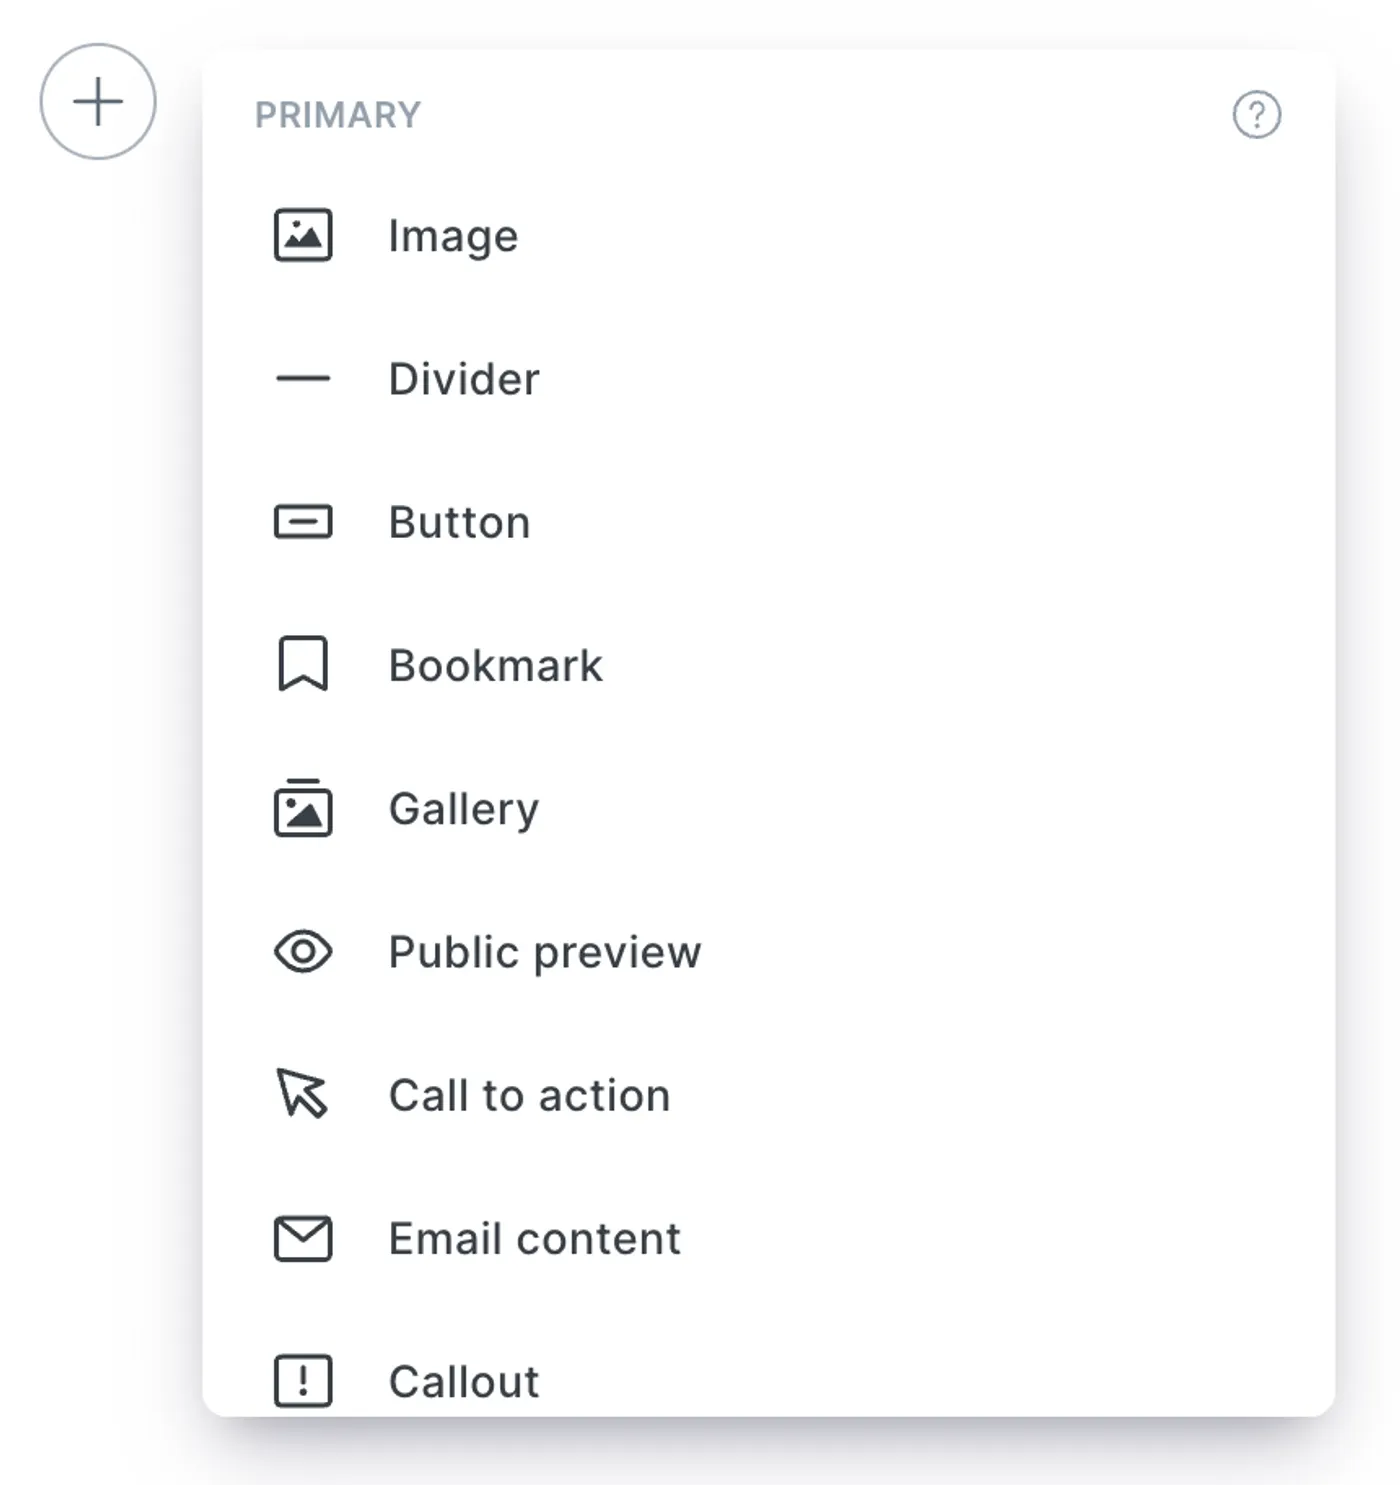 PRIMARY
?
Image
Divider
Button
Bookmark
Gallery
Public preview
Call to action
Email content
Callout